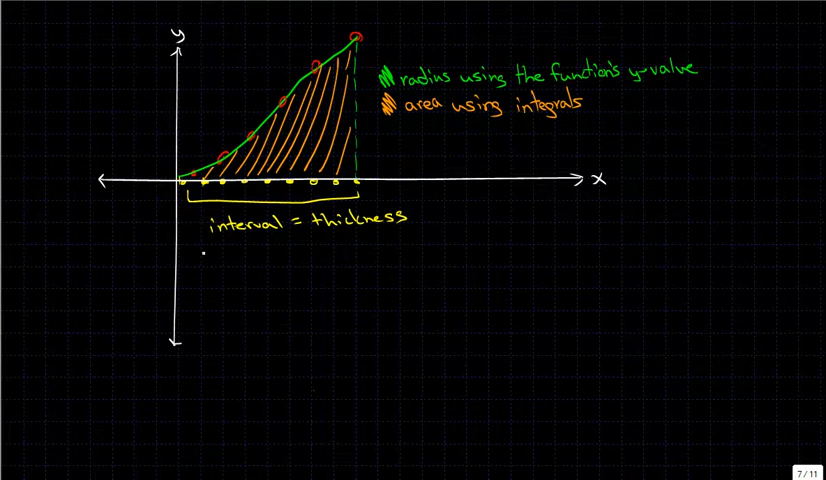 y
radius using the function's y-value
area using integrals
x
interval = thickness
7/11